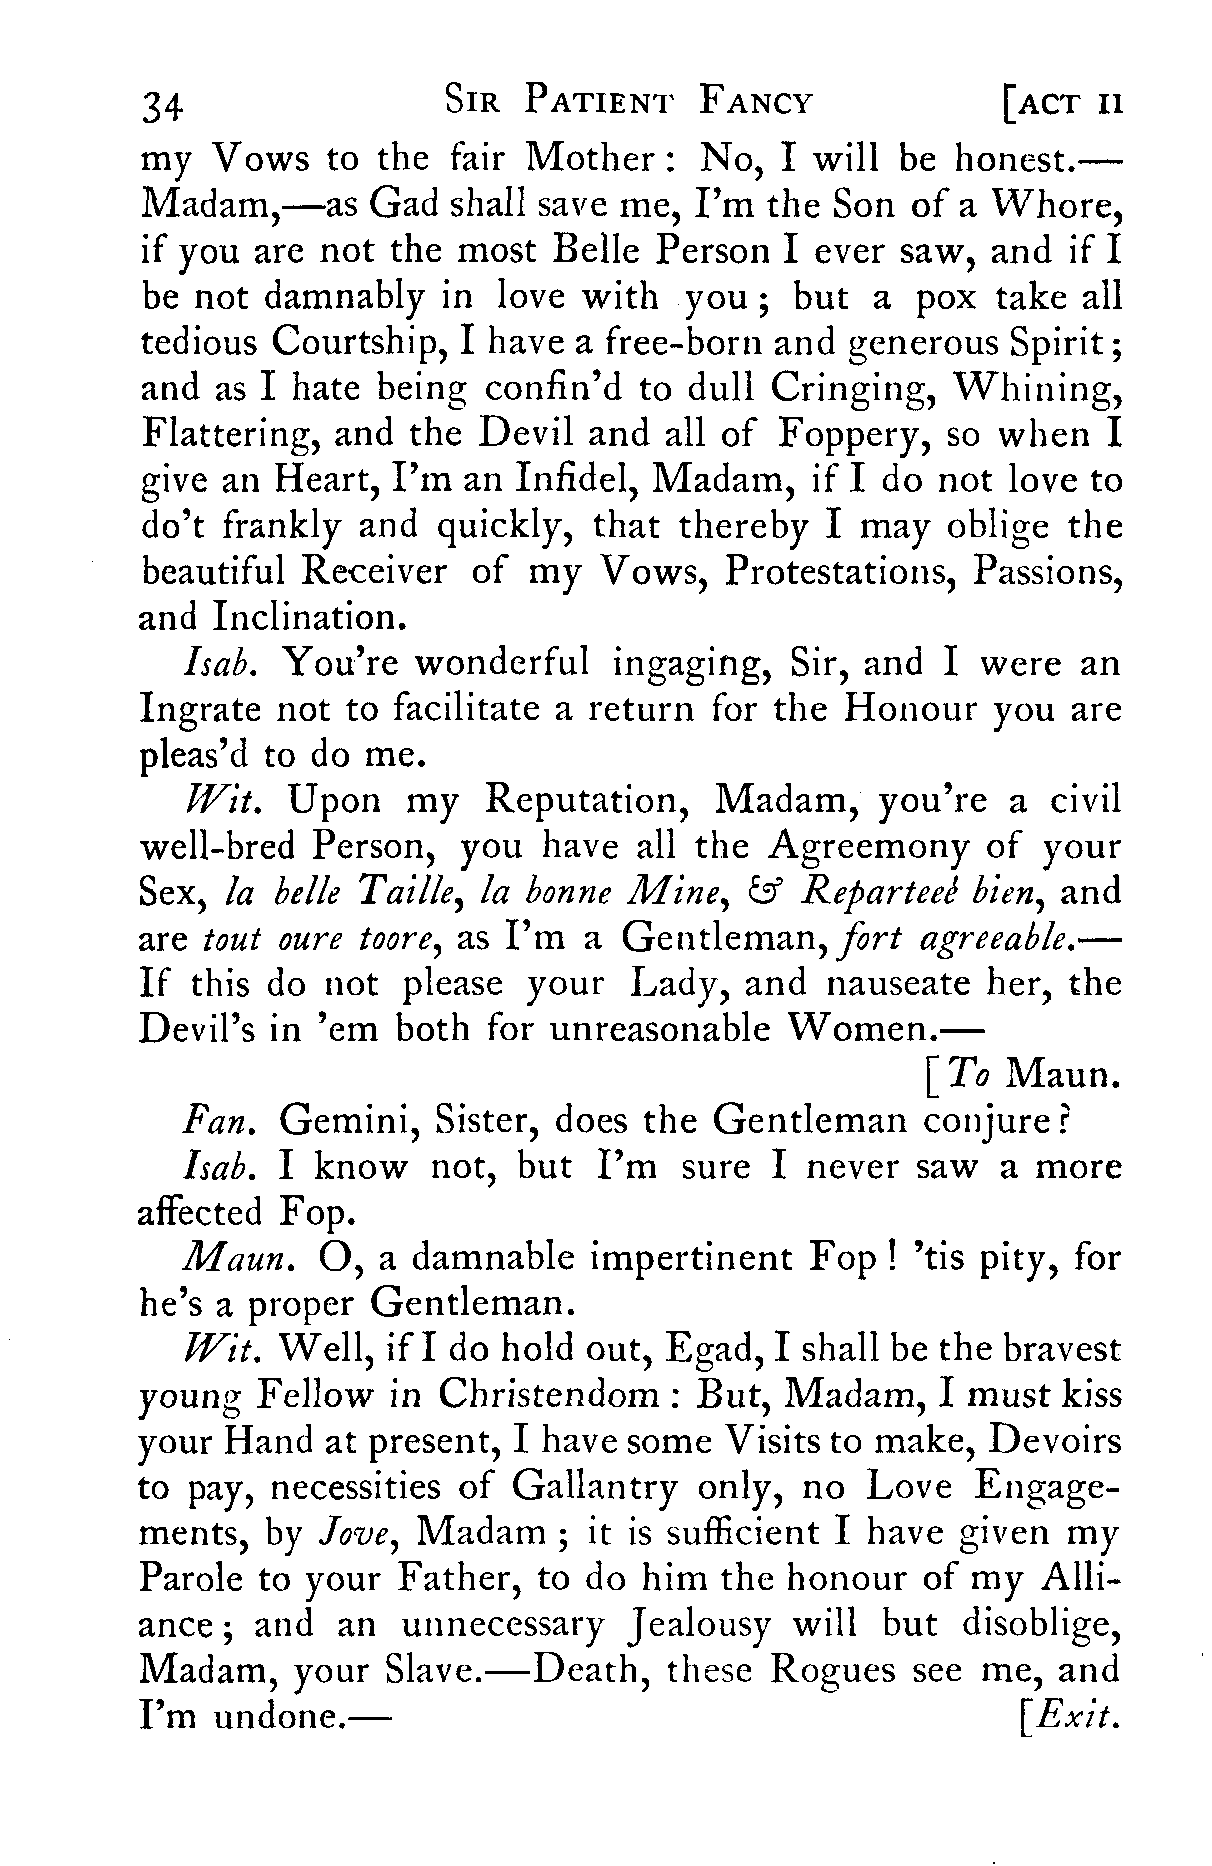 34 SIR PATIENT FANCY [ACT II
my Vows to the fair Mother : No, I will be honest.—
Madam,—as Gad shall save me, I'm the Son of a Whore,
if you are not the most Belle Person I ever saw, and if I
be not damnably in love with you ; but a pox take all
tedious Courtship, I have a free-born and generous Spirit ;
and as I hate being confin'd to dull Cringing, Whining,
Flattering, and the Devil and all of Foppery, so when I
give an Heart, I'm an Infidel, Madam, if I do not love to
do't frankly and quickly, that thereby I may oblige the
beautiful Receiver of my Vows, Protestations, Passions,
and Inclination.
Isab. You're wonderful ingaging, Sir, and I were an
Ingrate not to facilitate a return for the Honour you are
pleas'd to do me.
Wit. Upon my Reputation, Madam, you're a civil
well-bred Person, you have all the Agreemony of your
Sex, la belle Taille, la bonne Mine, & Reparteeè bien, and
are tout oure toore, as I'm a Gentleman, fort agreeable.—
If this do not please your Lady, and nauseate her, the
Devil's in 'em both for unreasonable Women.—
[To Maun.
Fan. Gemini, Sister, does the Gentleman conjure ?
Isab. I know not, but I'm sure I never saw a more
affected Fop.
Maun. O, a damnable impertinent Fop ! 'tis pity, for
he's a proper Gentleman.
Wit. Well, if I do hold out, Egad, I shall be the bravest
young Fellow in Christendom : But, Madam, I must kiss
your Hand at present, I have some Visits to make, Devoirs
to pay, necessities of Gallantry only, no Love Engage-
ments, by Jove, Madam ; it is sufficient I have given my
Parole to your Father, to do him the honour of my Alli-
ance ; and an unnecessary Jealousy will but disoblige,
Madam, your Slave.—Death, these Rogues see me, and
I'm undone.— [Exit.